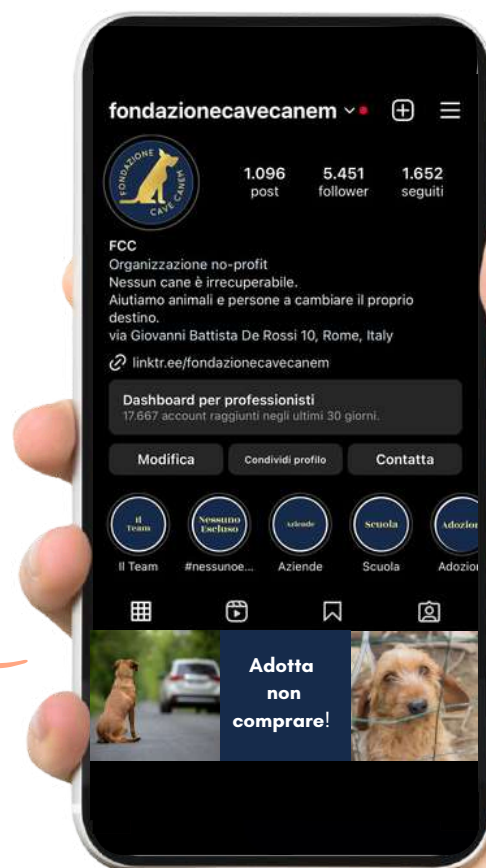 fondazionecavecanem
FONDAZIONE
CAVE CANEM
1.096 5.451 1.652
post follower seguiti
FCC
Organizzazione no-profit
Nessun cane è irrecuperabile.
Aiutiamo animali e persone a cambiare il proprio
destino.
via Giovanni Battista De Rossi 10, Rome, Italy
linktr.ee/fondazionecavecanem
Dashboard per professionisti
17.667 account raggiunti negli ultimi 30 giorni.
Modifica Condividi profilo Contatta
Il
Team
Nessuno
Escluso
Aziende
Scuola
Adozion
Il Team #nessunoe... Aziende Scuola Adozion
Adotta
non
comprare!